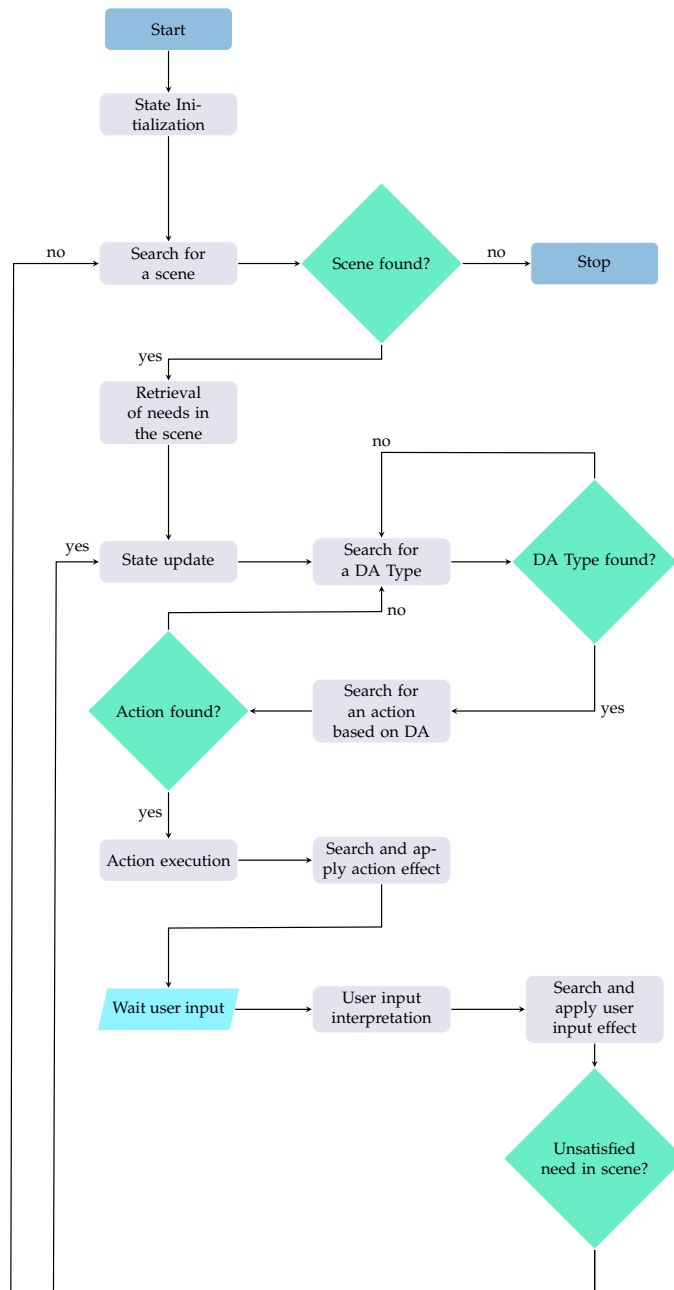 Start
State Ini-
tialization
no
Search for
a scene
Scene found?
no
Stop
yes
Retrieval
of needs in
the scene
no
yes
State update
Search for
a DA Type
DA Type found?
no
Action found?
Search for
an action
based on DA
yes
yes
Action execution
Search and ap-
ply action effect
Wait user input
User input
interpretation
Search and
apply user
input effect
Unsatisfied
need in scene?